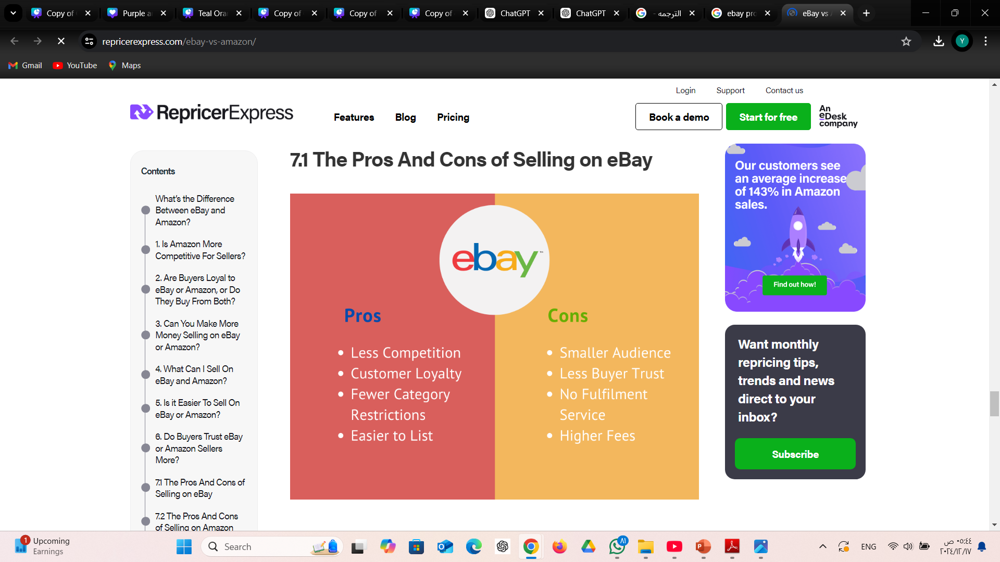 Copy of
Purple a
Teal Ora
Copy of
Copy of
Copy of
ChatGPT
ChatGPT
الترجمه -
ebay pro
eBay vs
repricerexpress.com/ebay-vs-amazon/
Y
Gmail
YouTube
Maps
Login
Support
Contact us
RepricerExpress
Features
Blog
Pricing
Book a demo
Start for free
An
eDesk
company
Contents
What's the Difference
Between eBay and
Amazon?
1. Is Amazon More
Competitive For Sellers?
2. Are Buyers Loyal to
eBay or Amazon, or Do
They Buy From Both?
3. Can You Make More
Money Selling on eBay
or Amazon?
4. What Can I Sell On
eBay and Amazon?
5. Is it Easier To Sell On
eBay or Amazon?
6. Do Buyers Trust eBay
or Amazon Sellers
More?
7.1 The Pros And Cons of
Selling on eBay
7.2 The Pros And Cons
of Selling on Amazon
7.1 The Pros And Cons of Selling on eBay
ebay™
Pros
• Less Competition
• Customer Loyalty
• Fewer Category
Restrictions
• Easier to List
Cons
• Smaller Audience
• Less Buyer Trust
• No Fulfilment
Service
• Higher Fees
Our customers see
an average increase
of 143% in Amazon
sales.
Find out how!
Want monthly
repricing tips,
trends and news
direct to your
inbox?
Subscribe
1
Upcoming
Earnings
Search
٨١
ENG
٠٥:٤٤ ص
٢٠٢٤/١٢/١٧